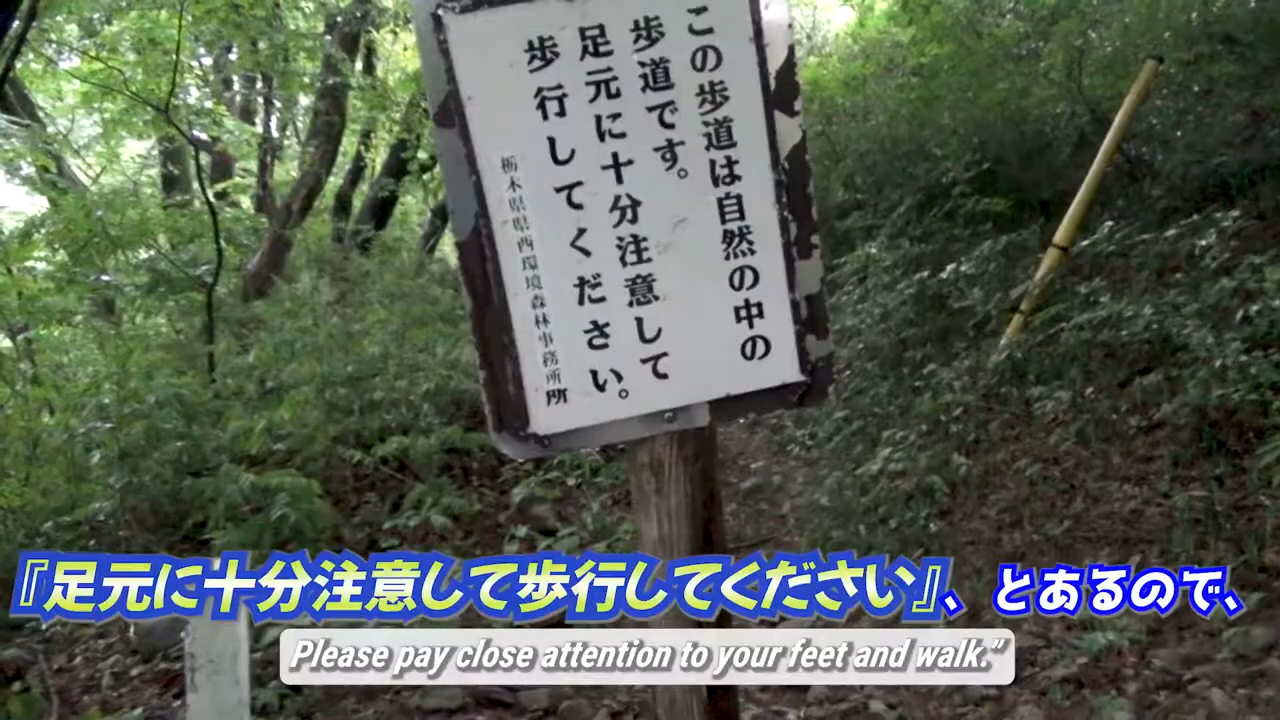 この歩道は自然の中の
歩道です。
足元に十分注意して
歩行してください。
栃木県県西環境森林事務所
『足元に十分注意して歩行してください』、とあるので、
Please pay close attention to your feet and walk.”